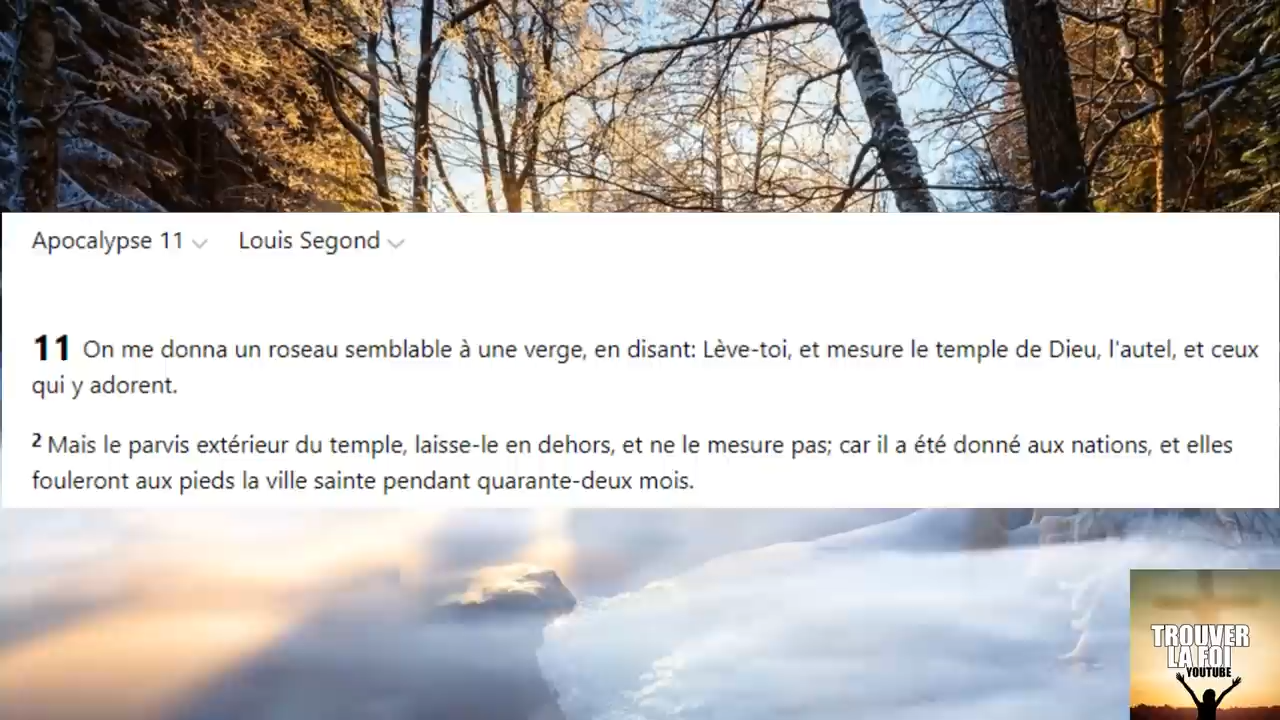 Apocalypse 11 Louis Segond
11 On me donna un roseau semblable à une verge, en disant: Lève-toi, et mesure le temple de Dieu, l'autel, et ceux
qui y adorent.
2 Mais le parvis extérieur du temple, laisse-le en dehors, et ne le mesure pas; car il a été donné aux nations, et elles
fouleront aux pieds la ville sainte pendant quarante-deux mois.
TROUVER
LA FOI
YOUTUBE